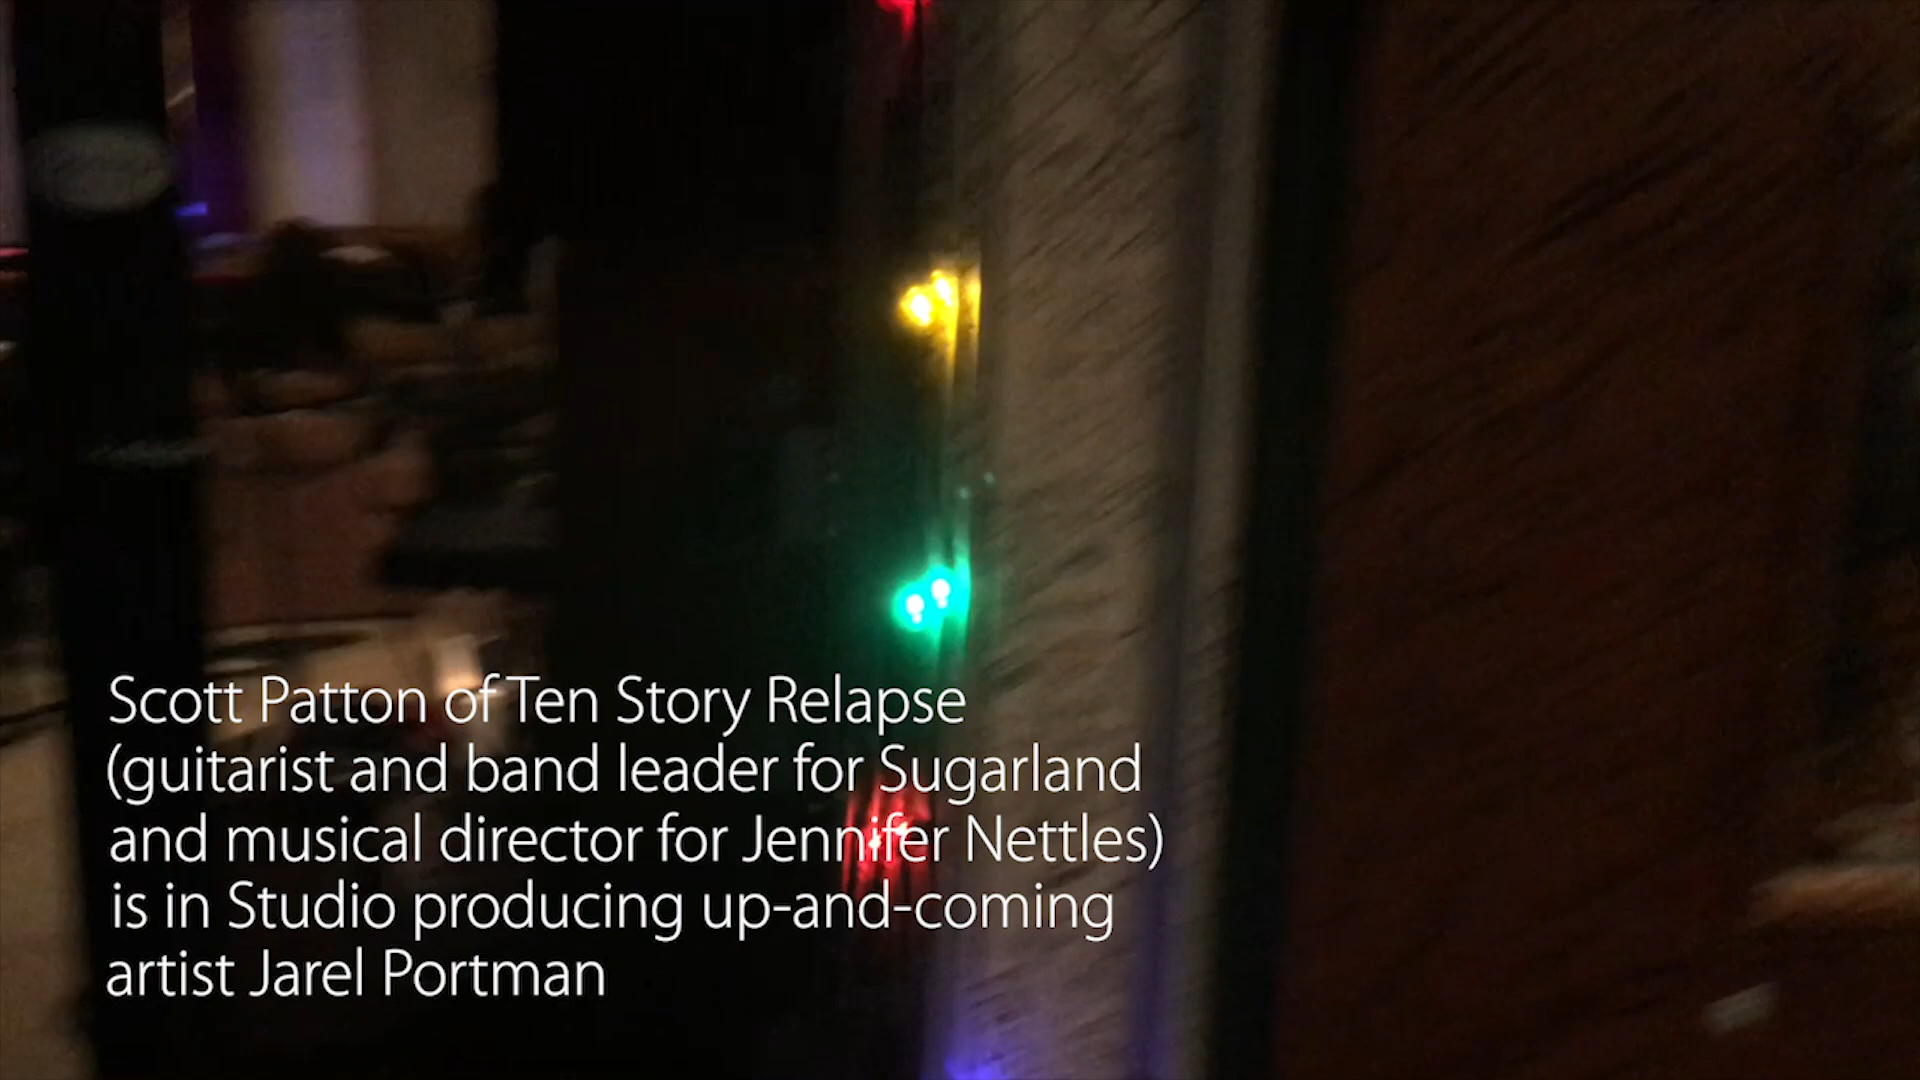 Scott Patton of Ten Story Relapse
(guitarist and band leader for Sugarland
and musical director for Jennifer Nettles)
is in Studio producing up-and-coming
artist Jarel Portman